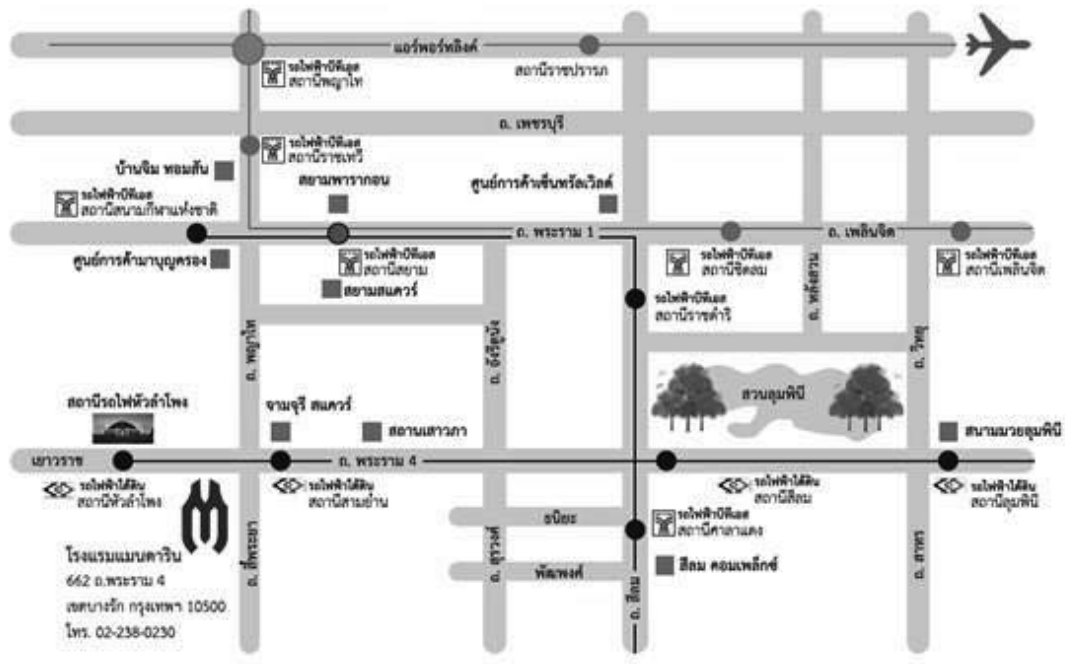 แอร์พอร์ทลิงค์
รถไฟฟ้าบีทีเอส
สถานีพญาไท
สถานีราชปรารภ
ถ. เพชรบุรี
รถไฟฟ้าบีทีเอส
สถานีราชเทวี
บ้านจิม ทอมสัน
สยามพารากอน
ศูนย์การค้าเซ็นทรัลเวิลด์
รถไฟฟ้าบีทีเอส
สถานีสนามกีฬาแห่งชาติ
ถ. พระราม 1
ถ. เพลินจิต
ศูนย์การค้ามาบุญครอง
รถไฟฟ้าบีทีเอส
สถานีสยาม
รถไฟฟ้าบีทีเอส
สถานีชิดลม
รถไฟฟ้าบีทีเอส
สถานีเพลินจิต
สยามสแควร์
ถ. หลังสวน
รถไฟฟ้าบีทีเอส
สถานีราชดำริ
ถ. พญาไท
ถ. อังรีดูนัง
ถ. วิทยุ
สวนลุมพินี
สถานีรถไฟหัวลำโพง
จามจุรี สแควร์
สถานเสาวภา
สนามมวยลุมพินี
เยาวราช
ถ. พระราม 4
รถไฟฟ้าใต้ดิน
สถานีหัวลำโพง
รถไฟฟ้าใต้ดิน
สถานีสามย่าน
รถไฟฟ้าใต้ดิน
สถานีสีลม
รถไฟฟ้าใต้ดิน
สถานีลุมพินี
ธนิยะ
รถไฟฟ้าบีทีเอส
สถานีศาลาแดง
พัฒพงศ์
สีลม คอมเพล็กซ์
ถ. สี่พระยา
ถ. สุรวงศ์
ถ. สีลม
ถ. สาทร
โรงแรมแมนดาริน
662 ถ.พระราม 4
เขตบางรัก กรุงเทพฯ 10500
โทร. 02-238-0230